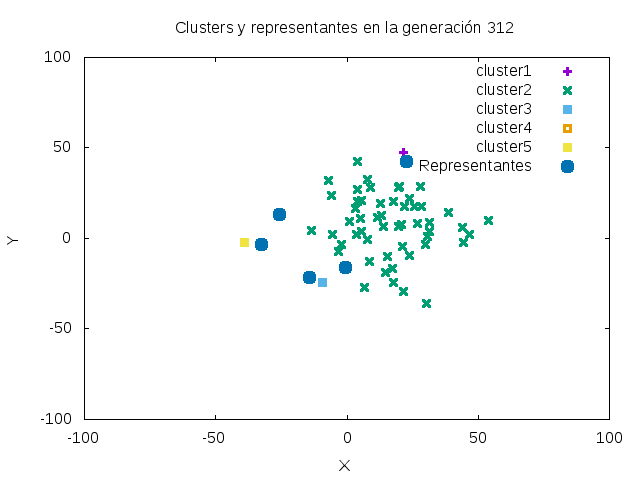 Clusters y representantes en la generación 312
100
50
0
-50
-100
-100
-50
0
50
100
Y
X
cluster1
cluster2
cluster3
cluster4
cluster5
Representantes